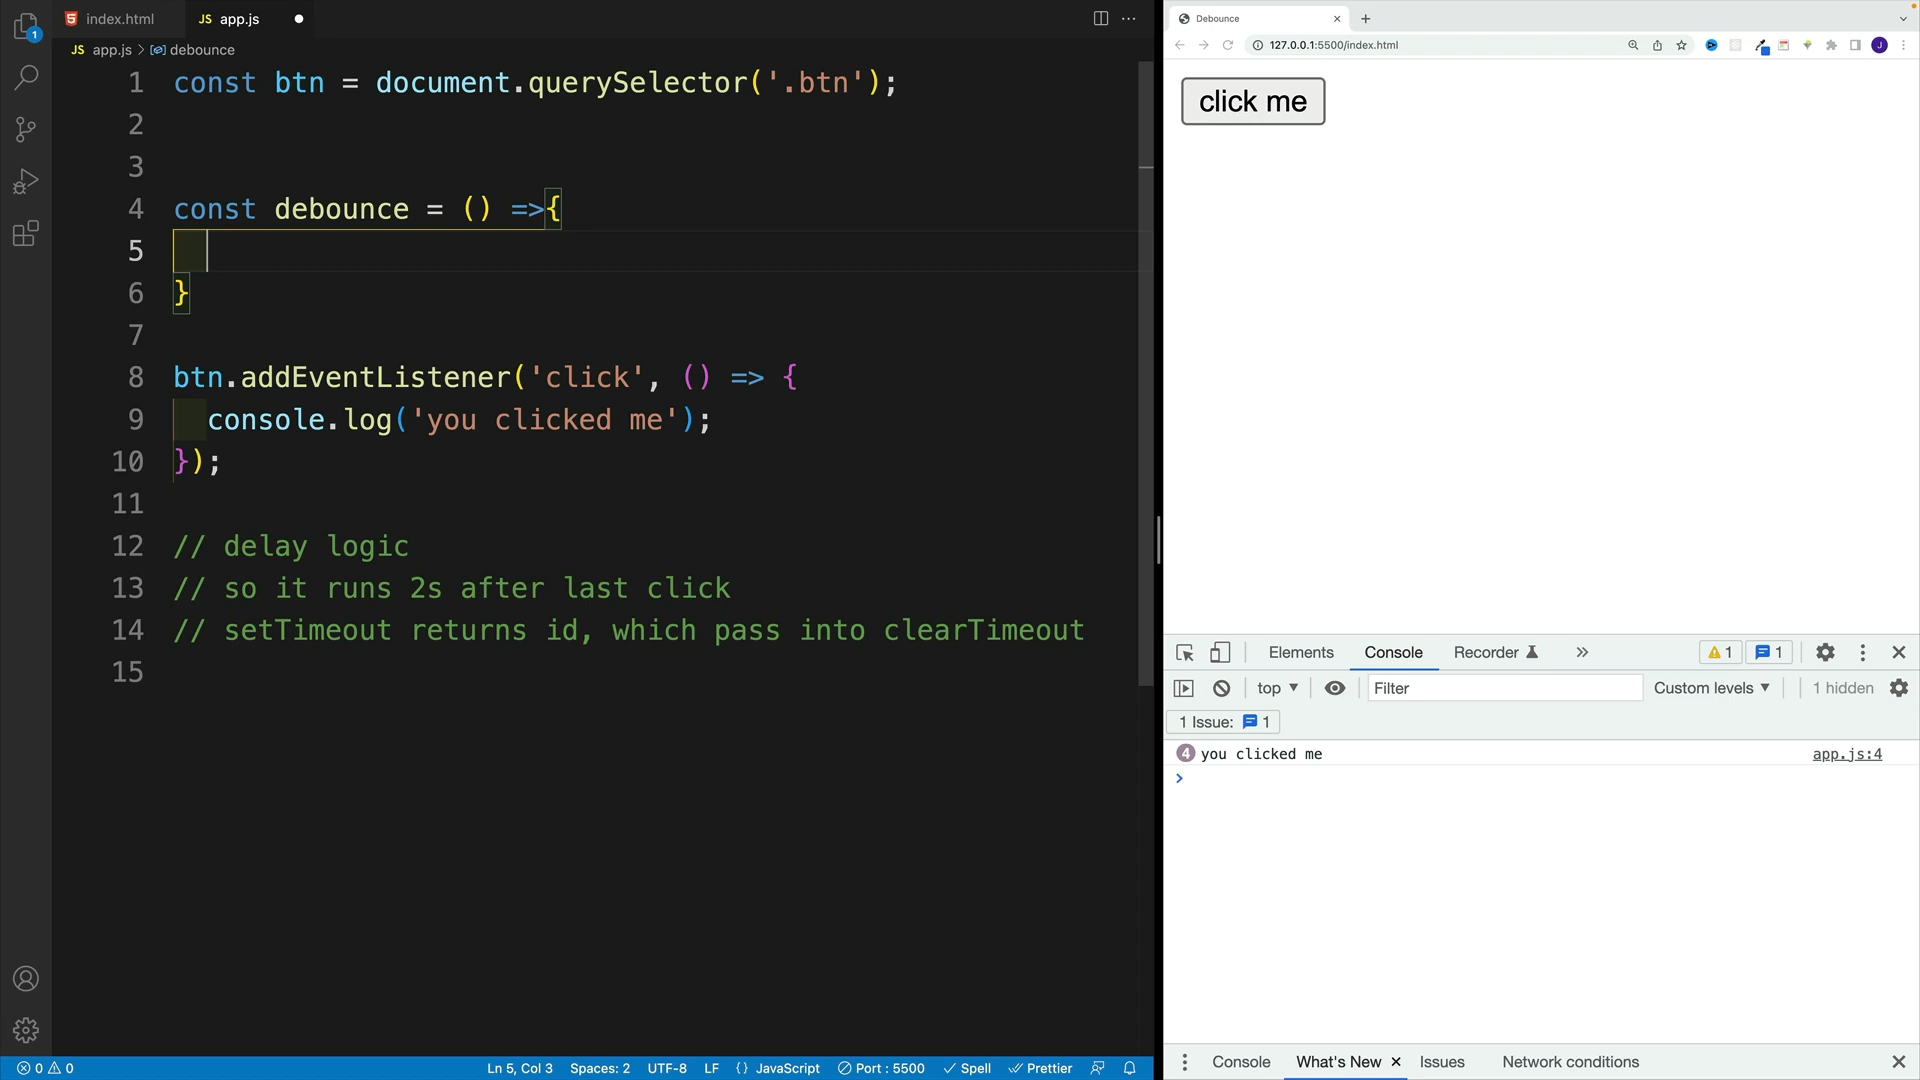 index.html
JS app.js
JS app.js > debounce
1 const btn = document.querySelector('.btn');
2
3
4 const debounce = () =>{
5
6 }
7
8 btn.addEventListener('click', () => {
9 console.log('you clicked me');
10 });
11
12 // delay logic
13 // so it runs 2s after last click
14 // setTimeout returns id, which pass into clearTimeout
15
1
0 0
Ln 5, Col 3 Spaces: 2 UTF-8 LF {} JavaScript Port : 5500 Spell Prettier
Debounce
127.0.0.1:5500/index.html
J
click me
Elements Console Recorder 1 1
top Filter Custom levels 1 hidden
1 Issue: 1
4 you clicked me app.js:4
Console What's New Issues Network conditions